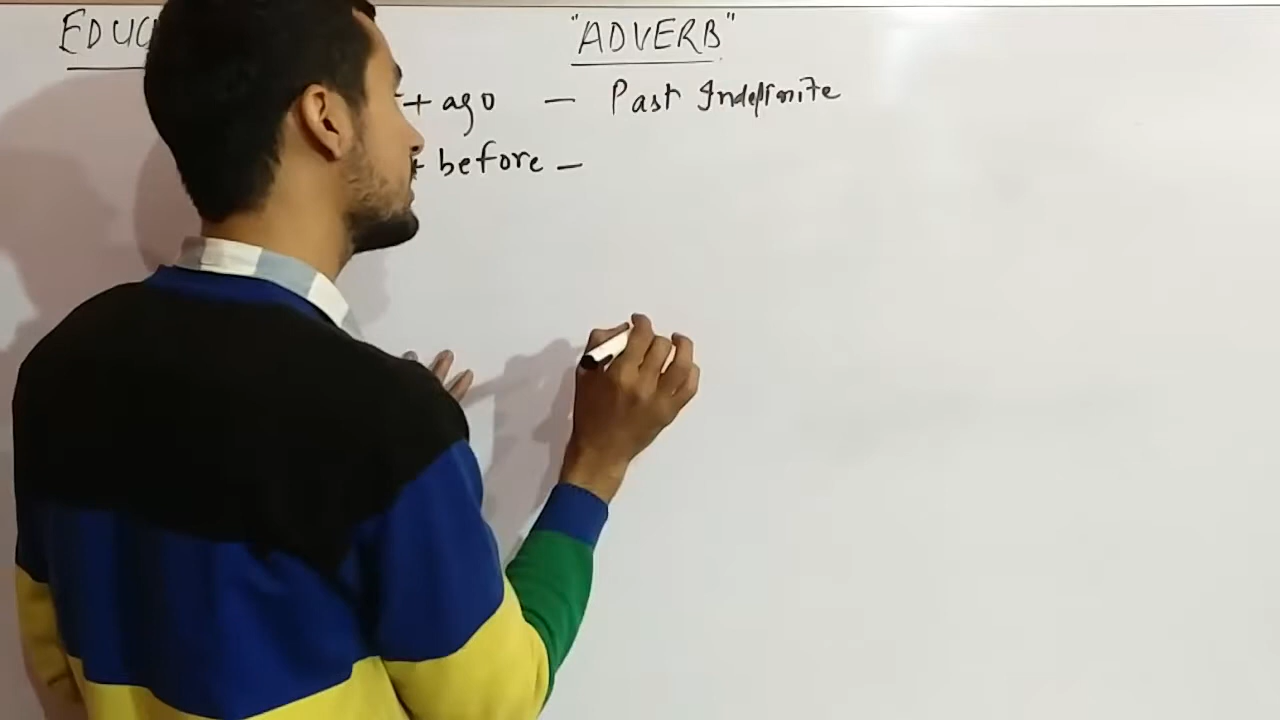 "ADVERB"
+ ago — Past Indefinite
+ before —